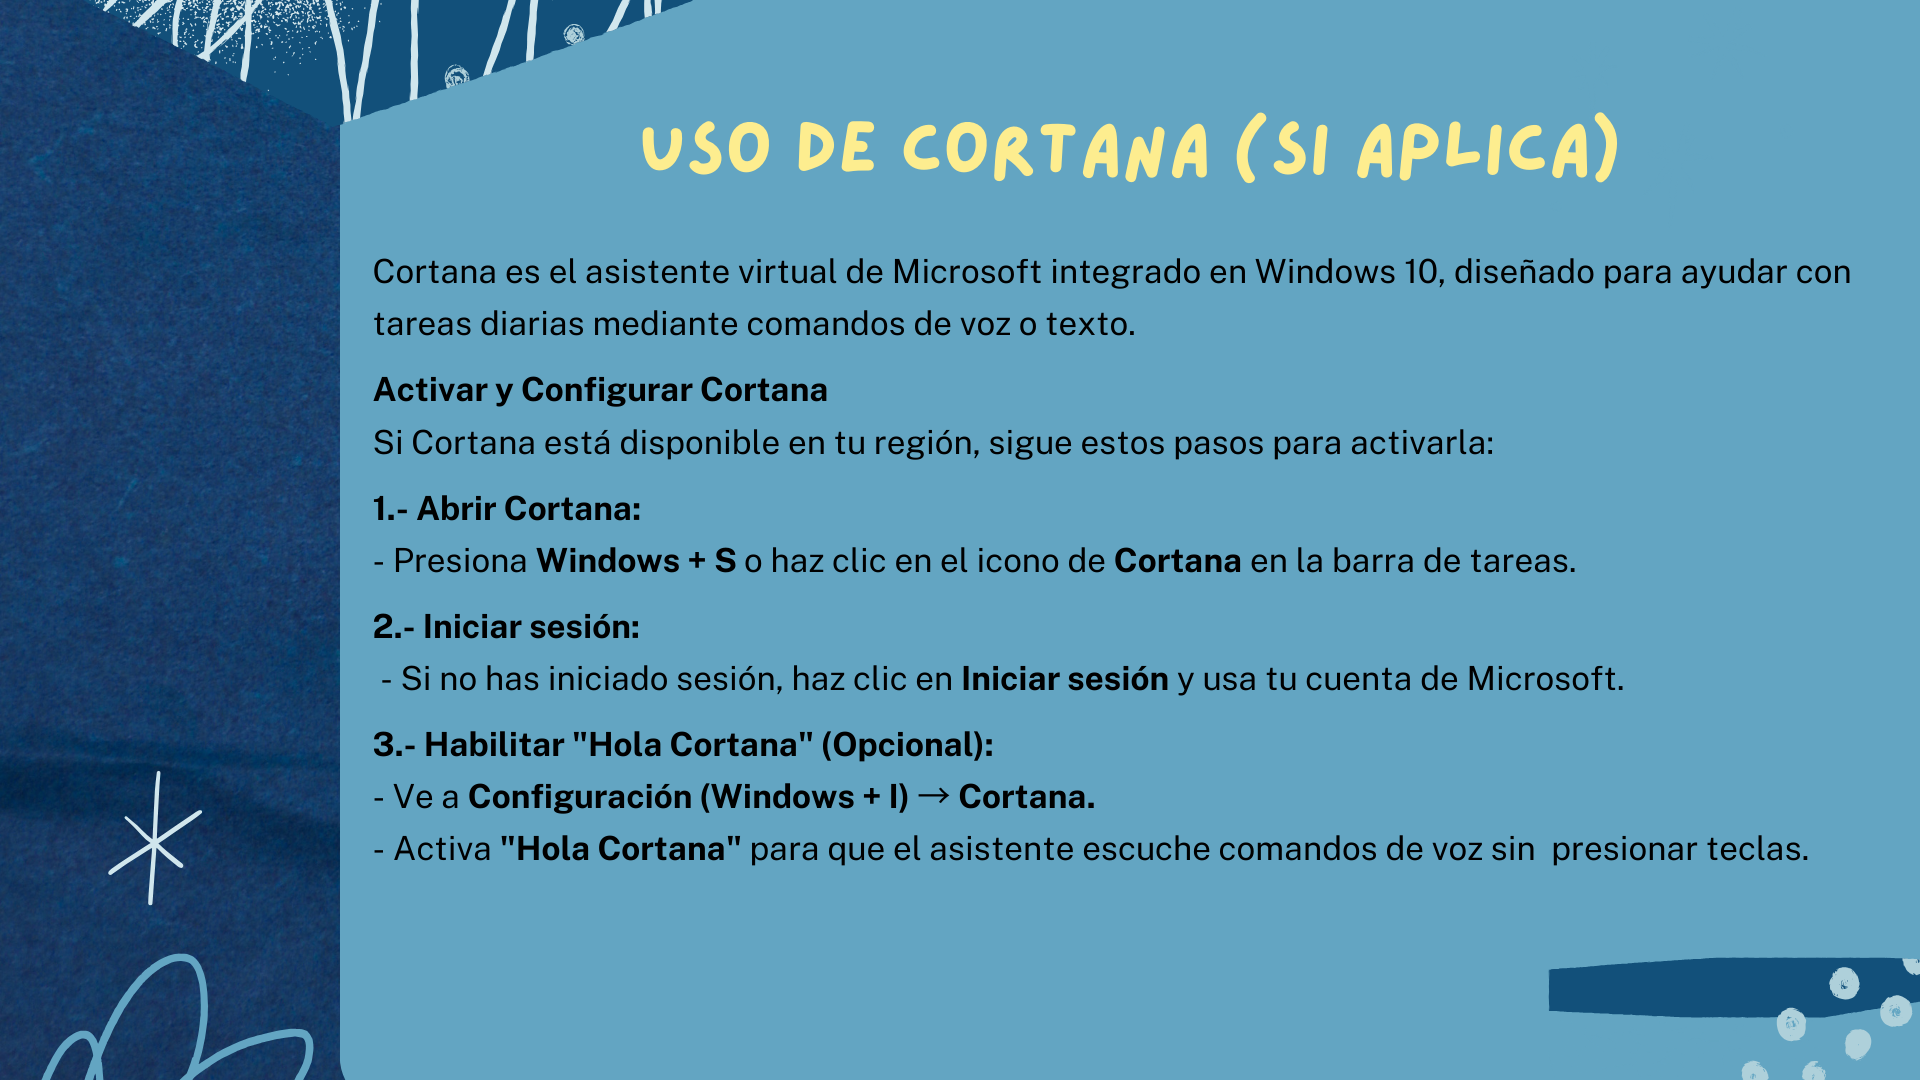 USO DE CORTANA (SI APLICA)
Cortana es el asistente virtual de Microsoft integrado en Windows 10, diseñado para ayudar con
tareas diarias mediante comandos de voz o texto.
Activar y Configurar Cortana
Si Cortana está disponible en tu región, sigue estos pasos para activarla:
1.- Abrir Cortana:
- Presiona Windows + S o haz clic en el icono de Cortana en la barra de tareas.
2.- Iniciar sesión:
- Si no has iniciado sesión, haz clic en Iniciar sesión y usa tu cuenta de Microsoft.
3.- Habilitar "Hola Cortana" (Opcional):
- Ve a Configuración (Windows + I) → Cortana.
- Activa "Hola Cortana" para que el asistente escuche comandos de voz sin  presionar teclas.